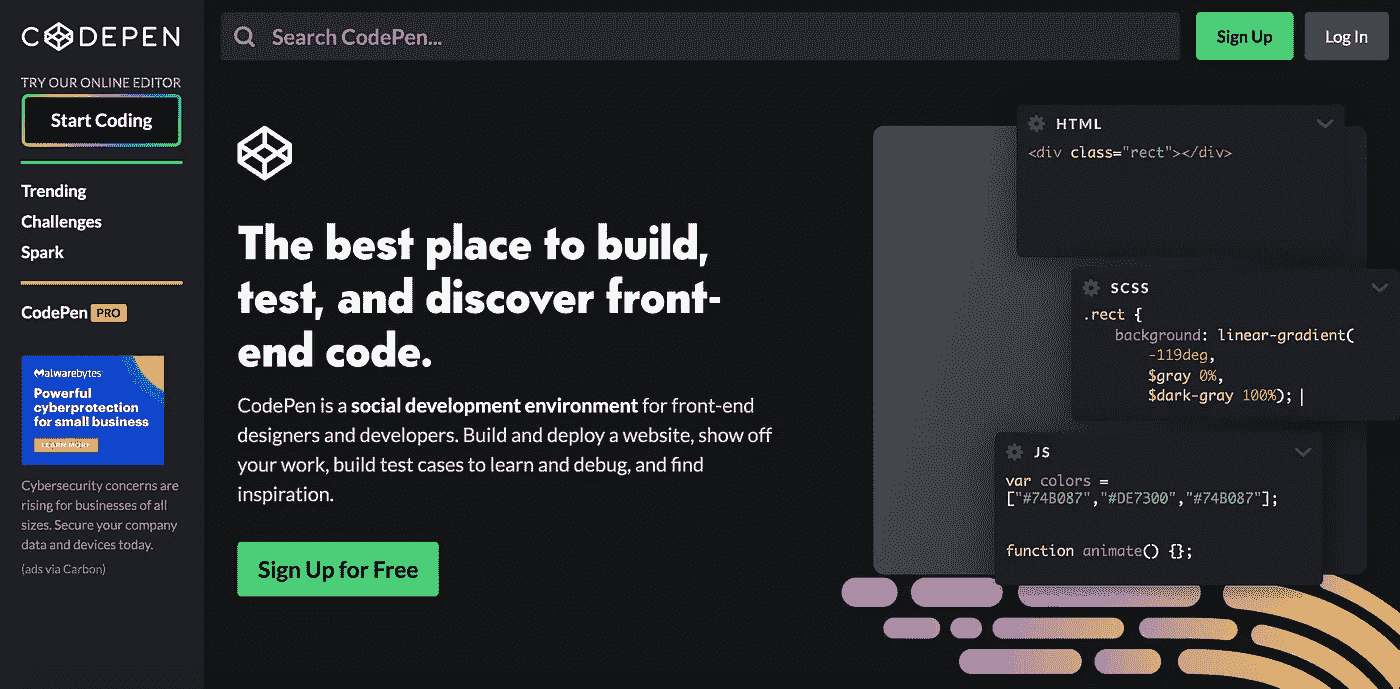 CODEPEN
TRY OUR ONLINE EDITOR
Start Coding
Trending
Challenges
Spark
CodePen PRO
Malwarebytes
Powerful
cyberprotection
for small business
LEARN MORE
Cybersecurity concerns are
rising for businesses of all
sizes. Secure your company
data and devices today.
(ads via Carbon)
Search CodePen...
Sign Up
Log In
The best place to build,
test, and discover front-
end code.
CodePen is a social development environment for front-end
designers and developers. Build and deploy a website, show off
your work, build test cases to learn and debug, and find
inspiration.
Sign Up for Free
HTML
<div class="rect"></div>
SCSS
.rect {
background: linear-gradient(
-119deg,
$gray 0%,
$dark-gray 100%);
JS
var colors =
["#74B087","#DE7300","#74B087"];
function animate() {};